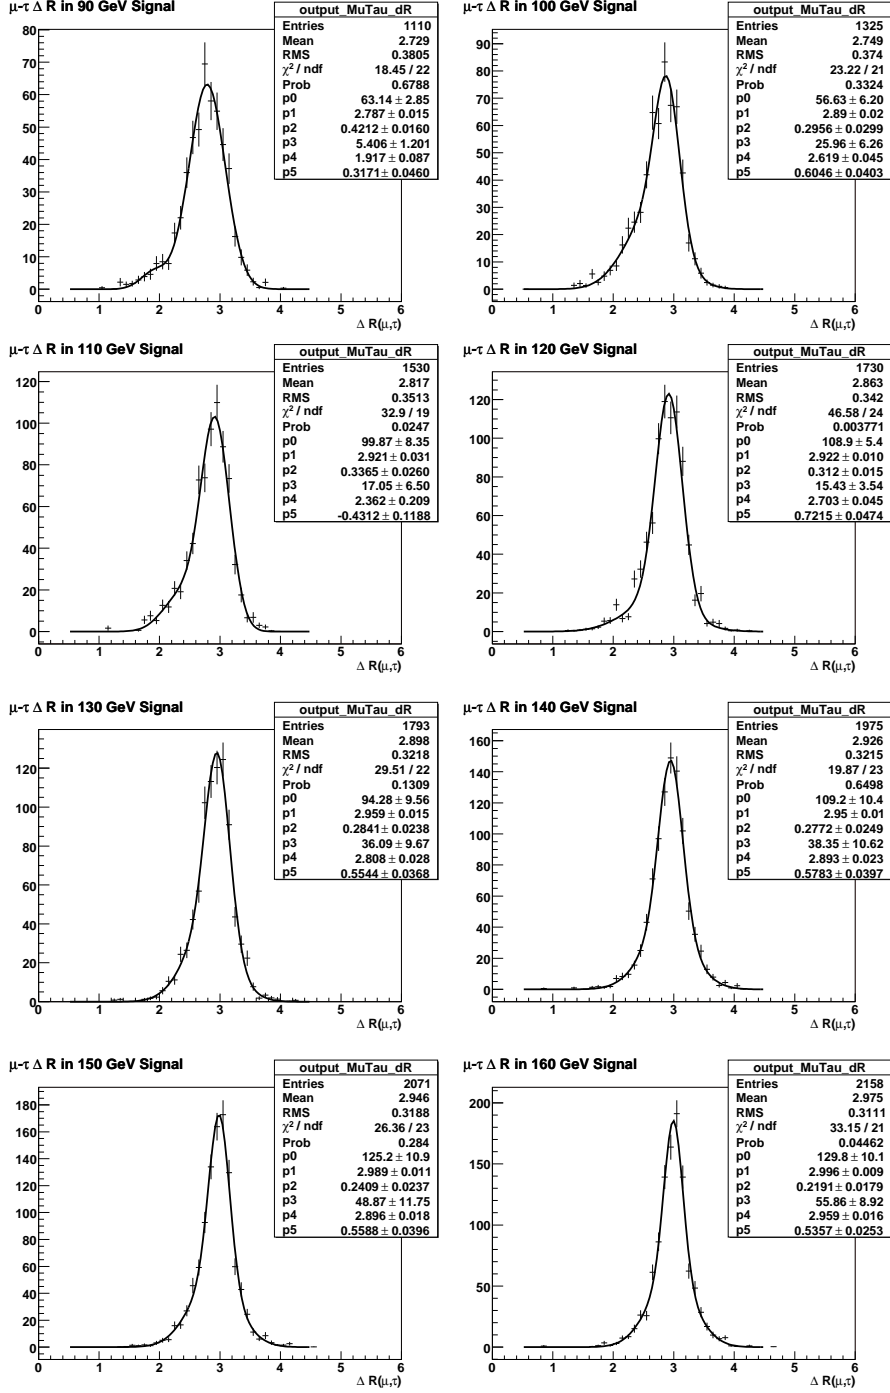 μ-τ Δ R in 90 GeV Signal
output_MuTau_dR
Entries 1110
Mean 2.729
RMS 0.3805
χ² / ndf 18.45 / 22
Prob 0.6788
p0 63.14 ± 2.85
p1 2.787 ± 0.015
p2 0.4212 ± 0.0160
p3 5.406 ± 1.201
p4 1.917 ± 0.087
p5 0.3171 ± 0.0460
80
70
60
50
40
30
20
10
0
0 1 2 3 4 5 6
Δ R(μ,τ)
μ-τ Δ R in 100 GeV Signal
output_MuTau_dR
Entries 1325
Mean 2.749
RMS 0.374
χ² / ndf 23.22 / 21
Prob 0.3324
p0 56.63 ± 6.20
p1 2.89 ± 0.02
p2 0.2956 ± 0.0299
p3 25.96 ± 6.26
p4 2.619 ± 0.045
p5 0.6046 ± 0.0403
90
80
70
60
50
40
30
20
10
0
0 1 2 3 4 5 6
Δ R(μ,τ)
μ-τ Δ R in 110 GeV Signal
output_MuTau_dR
Entries 1530
Mean 2.817
RMS 0.3513
χ² / ndf 32.9 / 19
Prob 0.0247
p0 99.87 ± 8.35
p1 2.921 ± 0.031
p2 0.3365 ± 0.0260
p3 17.05 ± 6.50
p4 2.362 ± 0.209
p5 -0.4312 ± 0.1188
120
100
80
60
40
20
0
0 1 2 3 4 5 6
Δ R(μ,τ)
μ-τ Δ R in 120 GeV Signal
output_MuTau_dR
Entries 1730
Mean 2.863
RMS 0.342
χ² / ndf 46.58 / 24
Prob 0.003771
p0 108.9 ± 5.4
p1 2.922 ± 0.010
p2 0.312 ± 0.015
p3 15.43 ± 3.54
p4 2.703 ± 0.045
p5 0.7215 ± 0.0474
120
100
80
60
40
20
0
0 1 2 3 4 5 6
Δ R(μ,τ)
μ-τ Δ R in 130 GeV Signal
output_MuTau_dR
Entries 1793
Mean 2.898
RMS 0.3218
χ² / ndf 29.51 / 22
Prob 0.1309
p0 94.28 ± 9.56
p1 2.959 ± 0.015
p2 0.2841 ± 0.0238
p3 36.09 ± 9.67
p4 2.808 ± 0.028
p5 0.5544 ± 0.0368
120
100
80
60
40
20
0
0 1 2 3 4 5 6
Δ R(μ,τ)
μ-τ Δ R in 140 GeV Signal
output_MuTau_dR
Entries 1975
Mean 2.926
RMS 0.3215
χ² / ndf 19.87 / 23
Prob 0.6498
p0 109.2 ± 10.4
p1 2.95 ± 0.01
p2 0.2772 ± 0.0249
p3 38.35 ± 10.62
p4 2.893 ± 0.023
p5 0.5783 ± 0.0397
160
140
120
100
80
60
40
20
0
0 1 2 3 4 5 6
Δ R(μ,τ)
μ-τ Δ R in 150 GeV Signal
output_MuTau_dR
Entries 2071
Mean 2.946
RMS 0.3188
χ² / ndf 26.36 / 23
Prob 0.284
p0 125.2 ± 10.9
p1 2.989 ± 0.011
p2 0.2409 ± 0.0237
p3 48.87 ± 11.75
p4 2.896 ± 0.018
p5 0.5588 ± 0.0396
180
160
140
120
100
80
60
40
20
0
0 1 2 3 4 5 6
Δ R(μ,τ)
μ-τ Δ R in 160 GeV Signal
output_MuTau_dR
Entries 2158
Mean 2.975
RMS 0.3111
χ² / ndf 33.15 / 21
Prob 0.04462
p0 129.8 ± 10.1
p1 2.996 ± 0.009
p2 0.2191 ± 0.0179
p3 55.86 ± 8.92
p4 2.959 ± 0.016
p5 0.5357 ± 0.0253
200
150
100
50
0
0 1 2 3 4 5 6
Δ R(μ,τ)